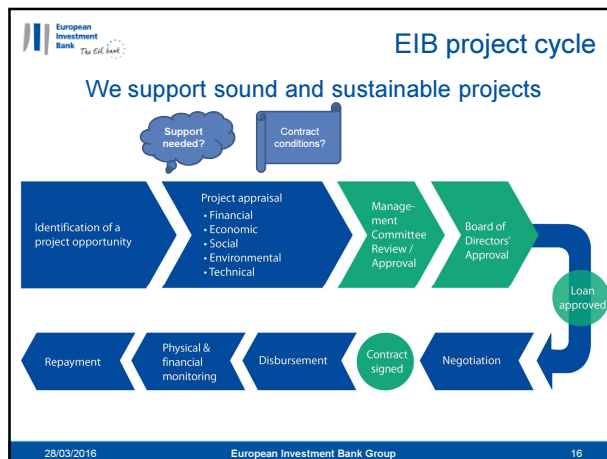 European
Investment
Bank
The EU bank
EIB project cycle
We support sound and sustainable projects
Support
needed?
Contract
conditions?
Identification of a
project opportunity
Project appraisal
• Financial
• Economic
• Social
• Environmental
• Technical
Manage-
ment
Committee
Review /
Approval
Board of
Directors'
Approval
Loan
approved
Repayment
Physical &
financial
monitoring
Disbursement
Contract
signed
Negotiation
28/03/2016
European Investment Bank Group
16